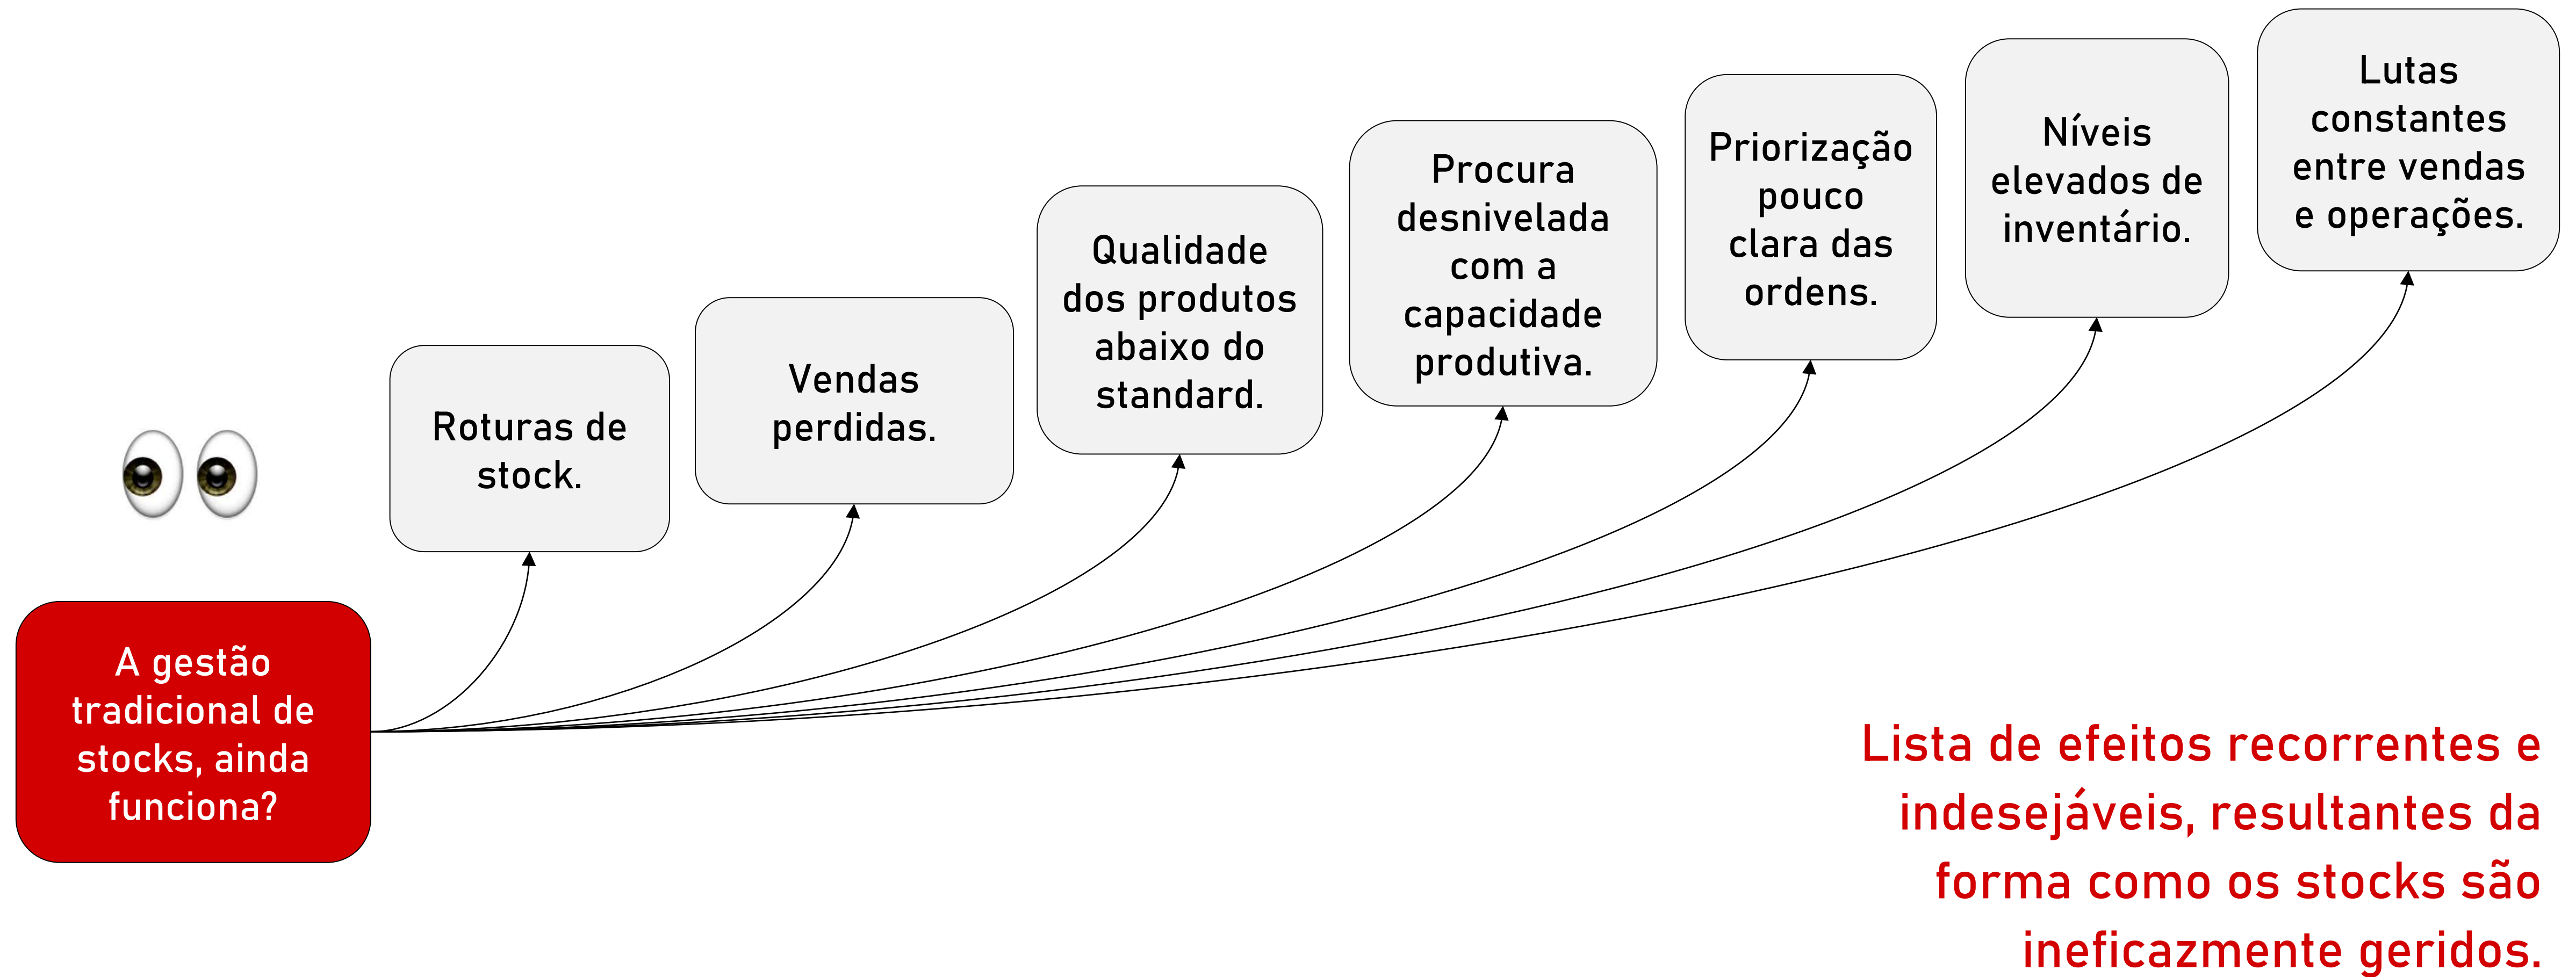 A gestão
tradicional de
stocks, ainda
funciona?
Roturas de
stock.
Vendas
perdidas.
Qualidade
dos produtos
abaixo do
standard.
Procura
desnivelada
com a
capacidade
produtiva.
Priorização
pouco
clara das
ordens.
Níveis
elevados de
inventário.
Lutas
constantes
entre vendas
e operações.
Lista de efeitos recorrentes e
indesejáveis, resultantes da
forma como os stocks são
ineficazmente geridos.